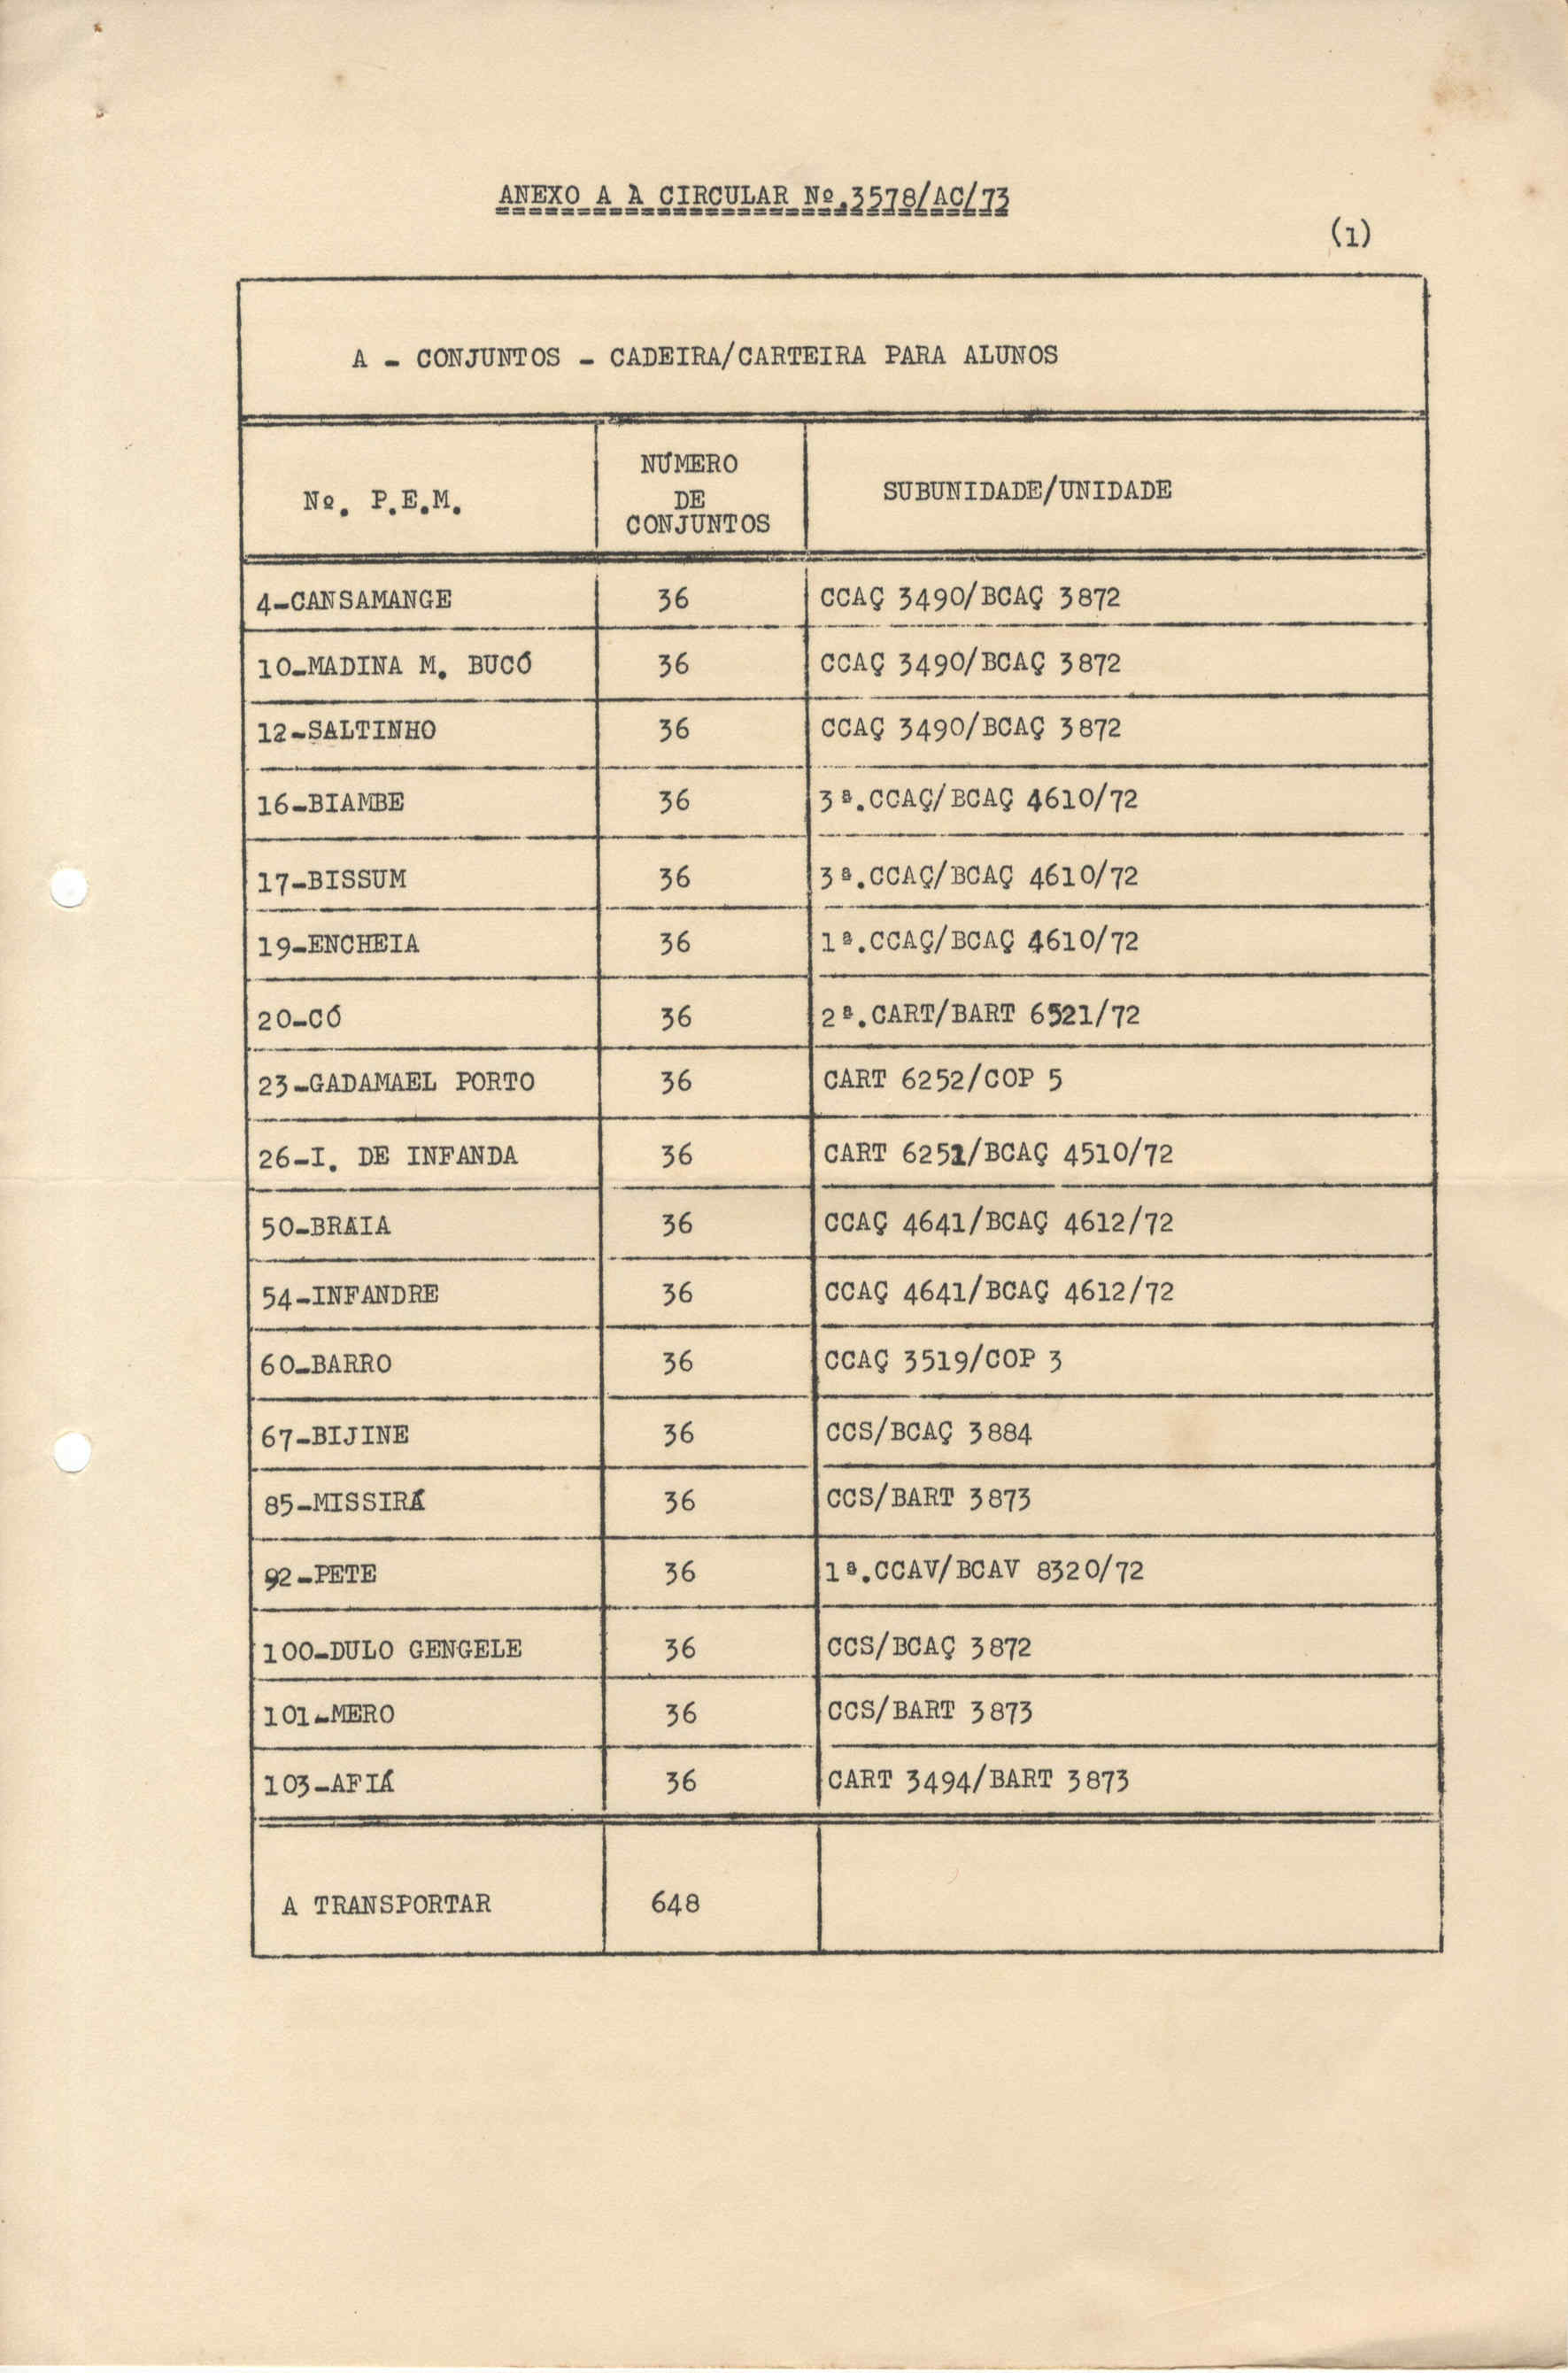 ANEXO A À CIRCULAR Nº.3578/AC/73
(1)
A - CONJUNTOS - CADEIRA/CARTEIRA PARA ALUNOS
Nº. P.E.M.
NÚMERO
DE
CONJUNTOS
SUBUNIDADE/UNIDADE
4-CANSAMANGE 36 CCAÇ 3490/BCAÇ 3872
10-MADINA M. BUCÓ 36 CCAÇ 3490/BCAÇ 3872
12-SALTINHO 36 CCAÇ 3490/BCAÇ 3872
16-BIAMBE 36 3ª.CCAÇ/BCAÇ 4610/72
17-BISSUM 36 3ª.CCAÇ/BCAÇ 4610/72
19-ENCHEIA 36 1ª.CCAÇ/BCAÇ 4610/72
20-CÓ 36 2ª.CART/BART 6521/72
23-GADAMAEL PORTO 36 CART 6252/COP 5
26-I. DE INFANDA 36 CART 6251/BCAÇ 4510/72
50-BRAIA 36 CCAÇ 4641/BCAÇ 4612/72
54-INFANDRE 36 CCAÇ 4641/BCAÇ 4612/72
60-BARRO 36 CCAÇ 3519/COP 3
67-BIJINE 36 CCS/BCAÇ 3884
85-MISSIRÁ 36 CCS/BART 3873
92-PETE 36 1ª.CCAV/BCAV 8320/72
100-DULO GENGELE 36 CCS/BCAÇ 3872
101-MERO 36 CCS/BART 3873
103-AFIÁ 36 CART 3494/BART 3873
A TRANSPORTAR 648